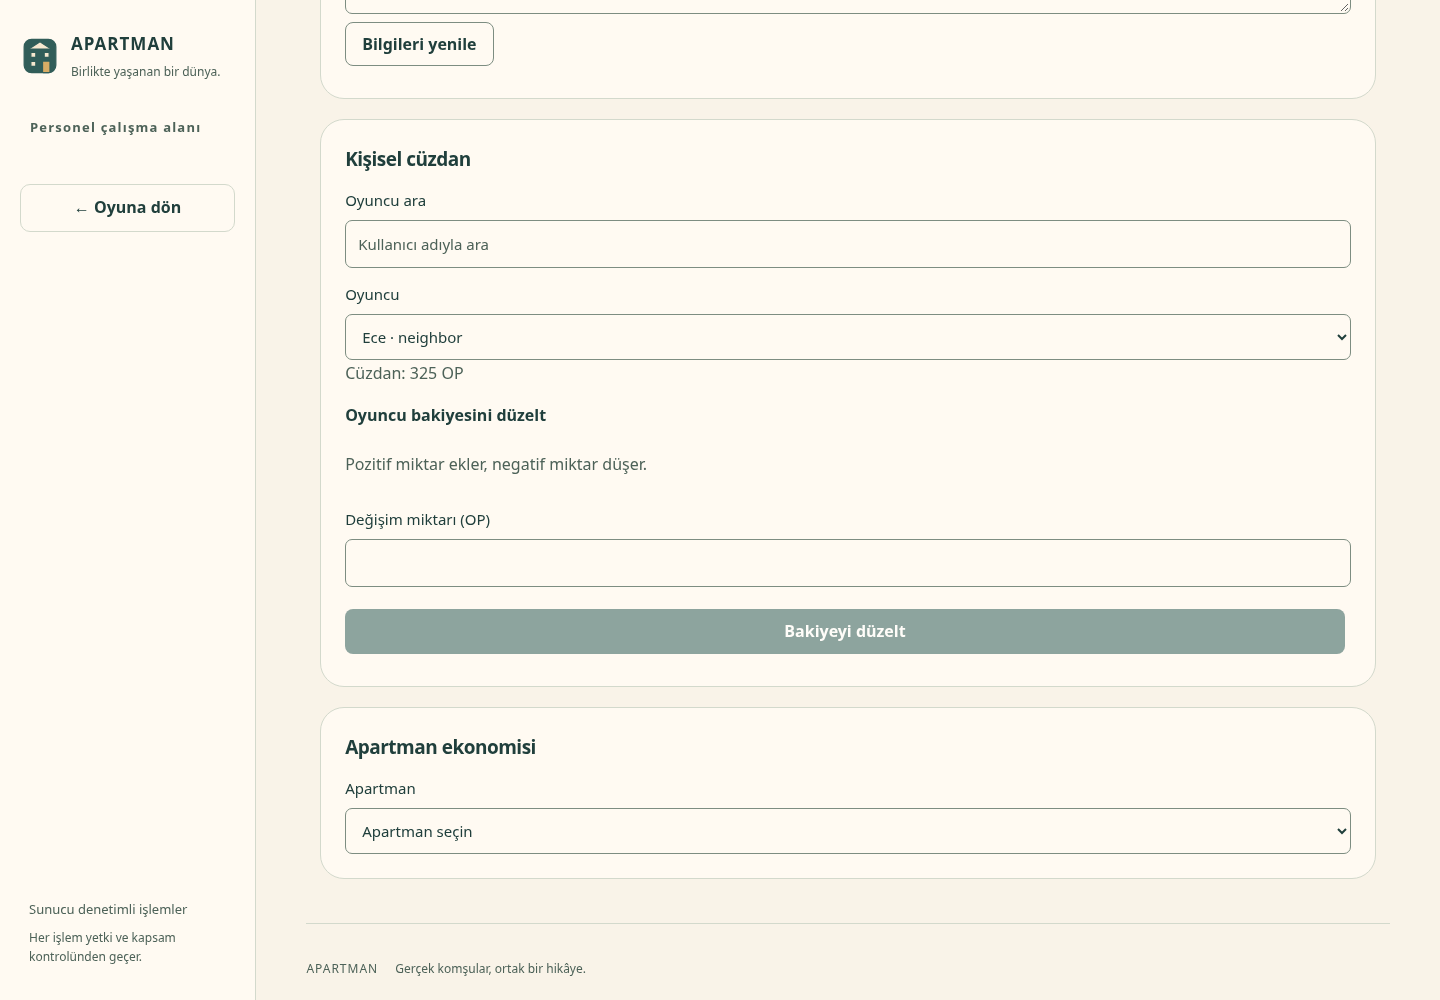 APARTMAN
Birlikte yaşanan bir dünya.
Personel çalışma alanı
← Oyuna dön
Sunucu denetimli işlemler
Her işlem yetki ve kapsam
kontrolünden geçer.
Bilgileri yenile
Kişisel cüzdan
Oyuncu ara
Kullanıcı adıyla ara
Oyuncu
Ece · neighbor
Cüzdan: 325 OP
Oyuncu bakiyesini düzelt
Pozitif miktar ekler, negatif miktar düşer.
Değişim miktarı (OP)
Bakiyeyi düzelt
Apartman ekonomisi
Apartman
Apartman seçin
APARTMAN Gerçek komşular, ortak bir hikâye.